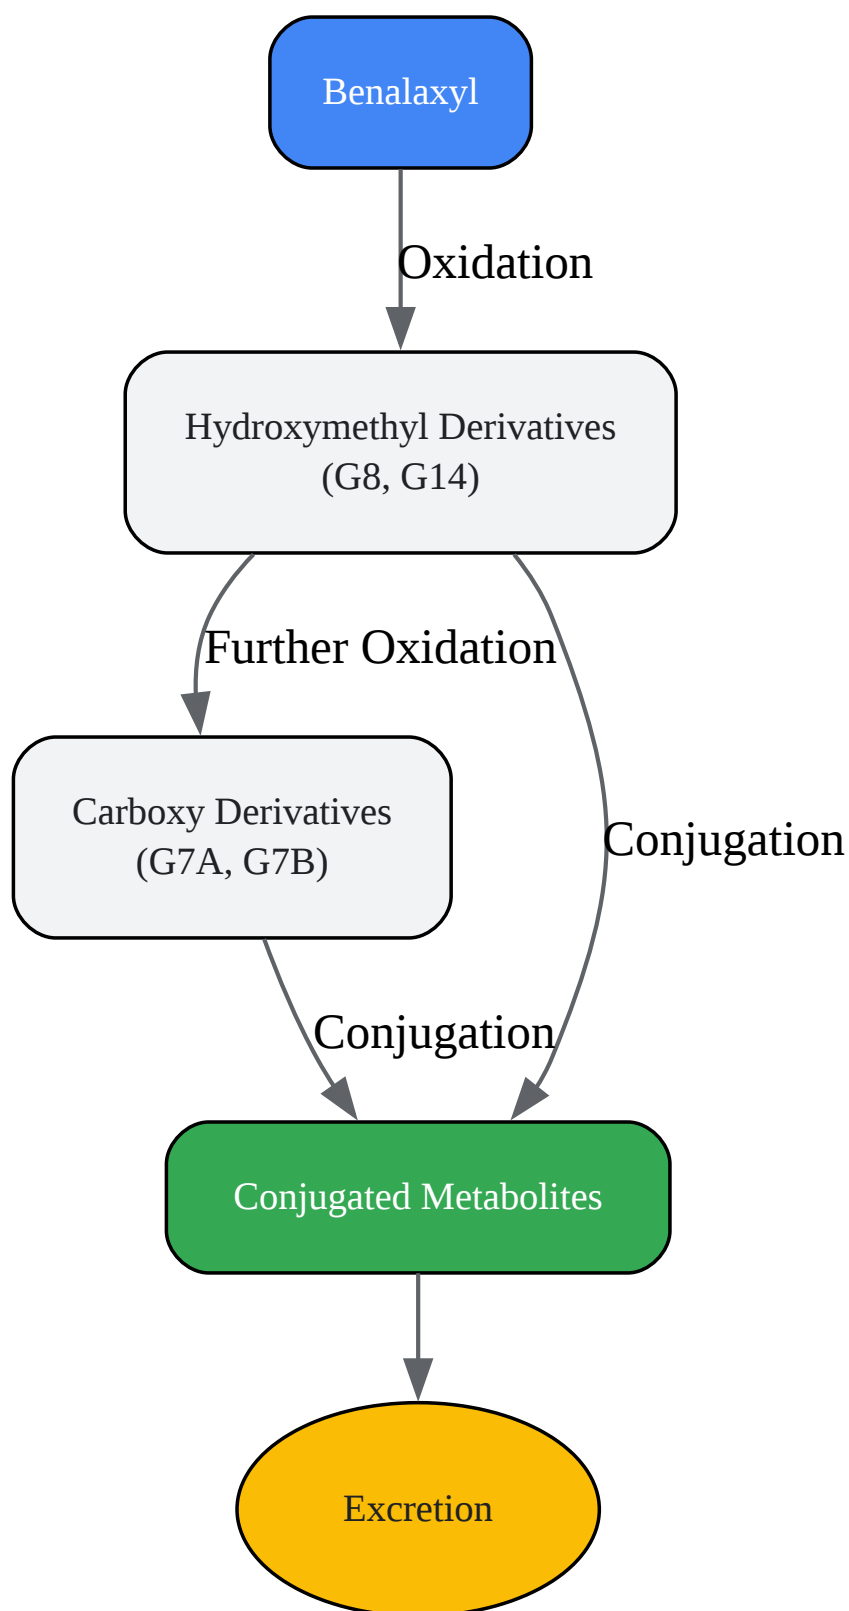 Benalaxyl
Oxidation
Hydroxymethyl Derivatives
(G8, G14)
Further Oxidation
Carboxy Derivatives
(G7A, G7B)
Conjugation
Conjugation
Conjugated Metabolites
Excretion